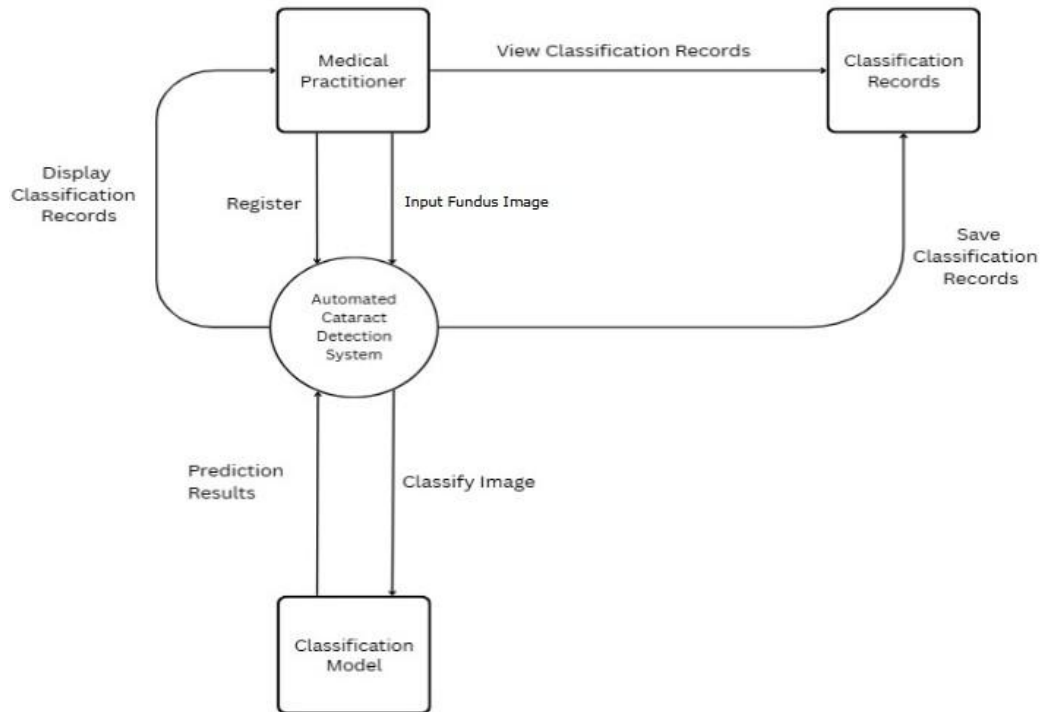 Medical
Practitioner
View Classification Records
Classification
Records
Display
Classification
Records
Register
Input Fundus Image
Save
Classification
Records
Automated
Cataract
Detection
System
Prediction
Results
Classify Image
Classification
Model